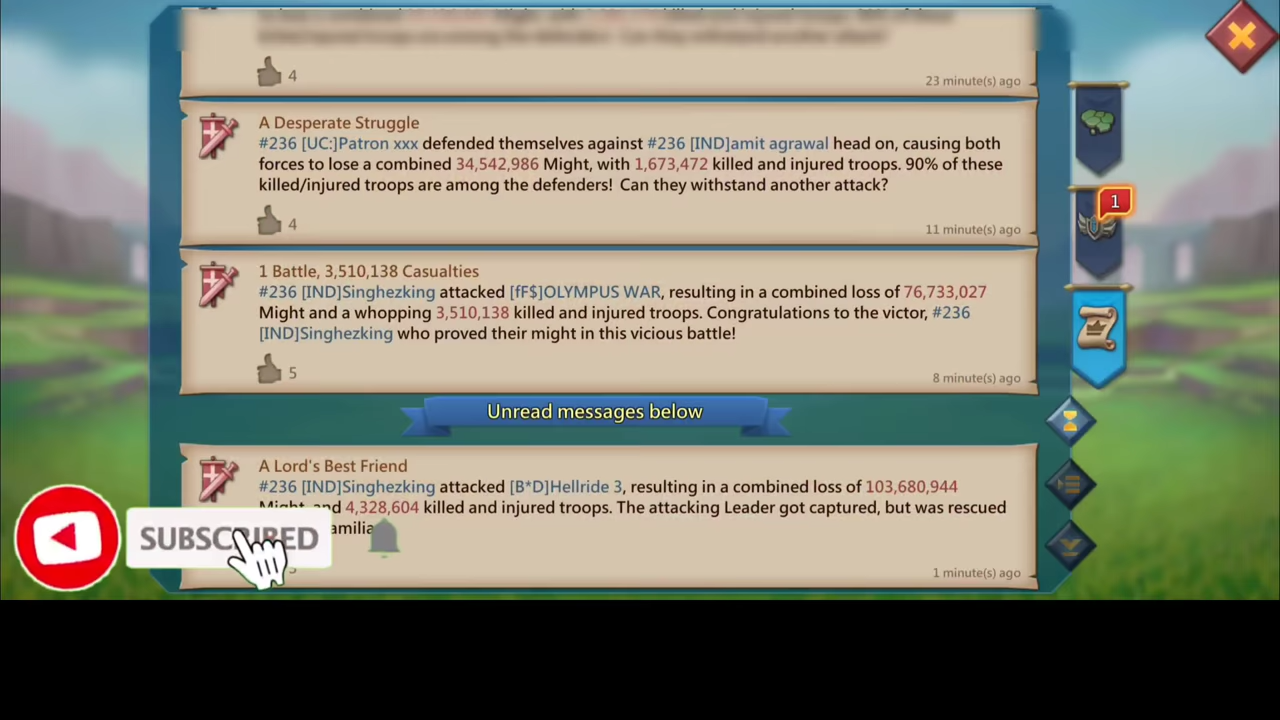 4
23 minute(s) ago
A Desperate Struggle
#236 [UC:]Patron xxx defended themselves against #236 [IND]amit agrawal head on, causing both
forces to lose a combined 34,542,986 Might, with 1,673,472 killed and injured troops. 90% of these
killed/injured troops are among the defenders! Can they withstand another attack?
4
11 minute(s) ago
1
1 Battle, 3,510,138 Casualties
#236 [IND]Singhezking attacked [fF$]OLYMPUS WAR, resulting in a combined loss of 76,733,027
Might and a whopping 3,510,138 killed and injured troops. Congratulations to the victor, #236
[IND]Singhezking who proved their might in this vicious battle!
5
8 minute(s) ago
Unread messages below
A Lord's Best Friend
#236 [IND]Singhezking attacked [B*D]Hellride 3, resulting in a combined loss of 103,680,944
Might, and 4,328,604 killed and injured troops. The attacking Leader got captured, but was rescued
SUBSCRIBED
1 minute(s) ago